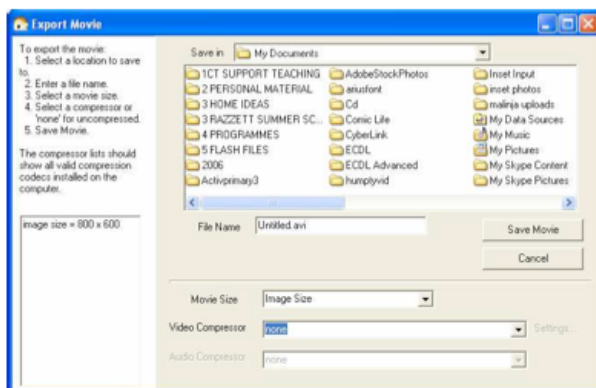 Export Movie
To export the movie:
1. Select a location to save
to.
2. Enter a file name.
3. Select a movie size.
4. Select a compressor or
'none' for uncompressed.
5. Save Movie.
The compressor lists should
show all valid compression
codecs installed on the
computer.
image size = 800 x 600
Save in
My Documents
1CT SUPPORT TEACHING
2 PERSONAL MATERIAL
3 HOME IDEAS
3 RAZZETT SUMMER SC...
4 PROGRAMMES
5 FLASH FILES
2006
Activprimary3
AdobeStockPhotos
ariusfont
Cd
Comic Life
CyberLink
ECDL
ECDL Advanced
humptyvid
Inset Input
inset photos
malinja uploads
My Data Sources
My Music
My Pictures
My Skype Content
My Skype Pictures
File Name
Untitled.avi
Save Movie
Cancel
Movie Size
Image Size
Video Compressor
none
Settings...
Audio Compressor
none